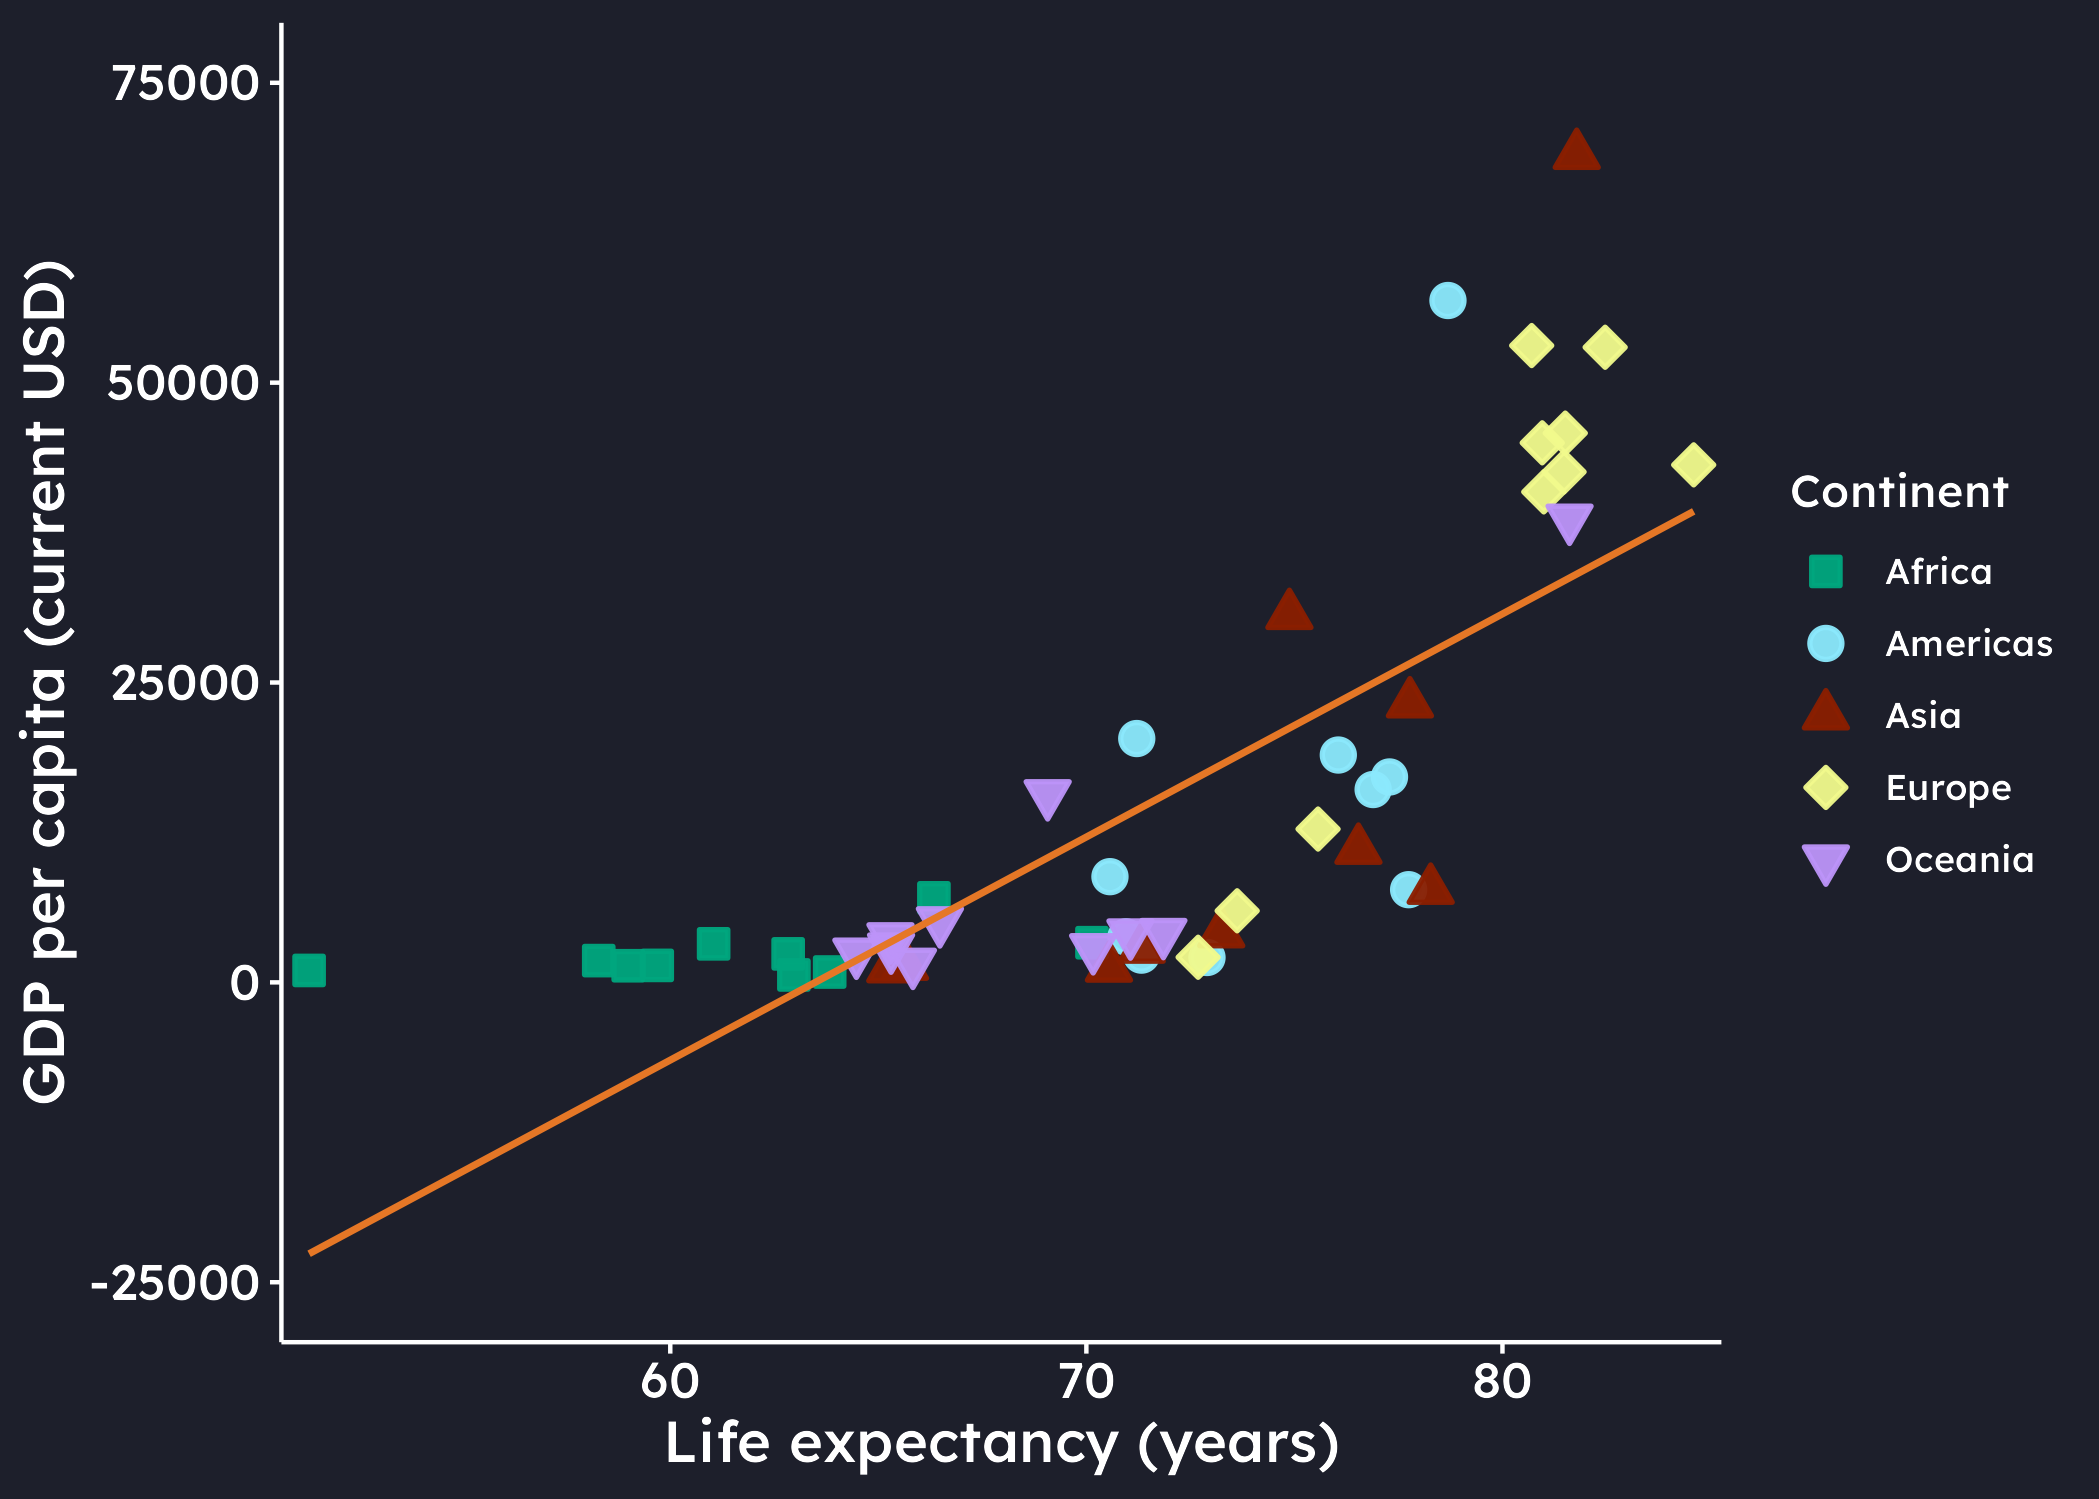 GDP per capita (current USD)
75000
50000
25000
0
-25000
60 70 80
Life expectancy (years)
Continent
Africa
Americas
Asia
Europe
Oceania